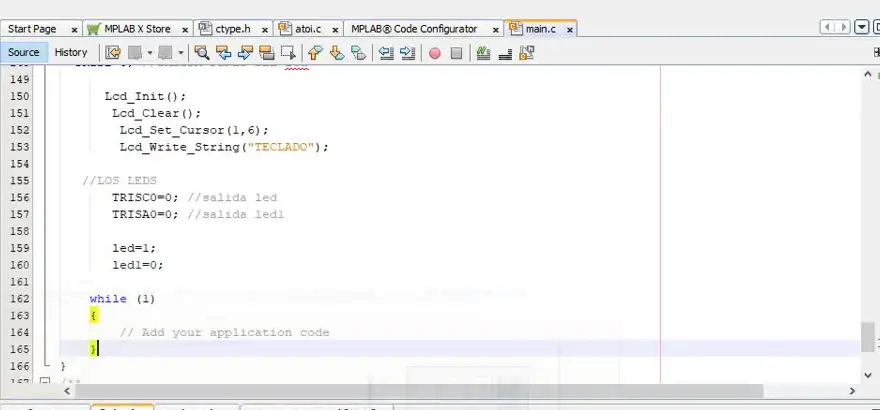 Start Page MPLAB X Store ctype.h atoi.c MPLAB® Code Configurator main.c
Source History
149
150 Lcd_Init();
151 Lcd_Clear();
152 Lcd_Set_Cursor(1,6);
153 Lcd_Write_String("TECLADO");
154
155 //LOS LEDS
156 TRISC0=0; //salida led
157 TRISA0=0; //salida led1
158
159 led=1;
160 led1=0;
161
162 while (1)
163 {
164 // Add your application code
165 }
166 }
167 /**